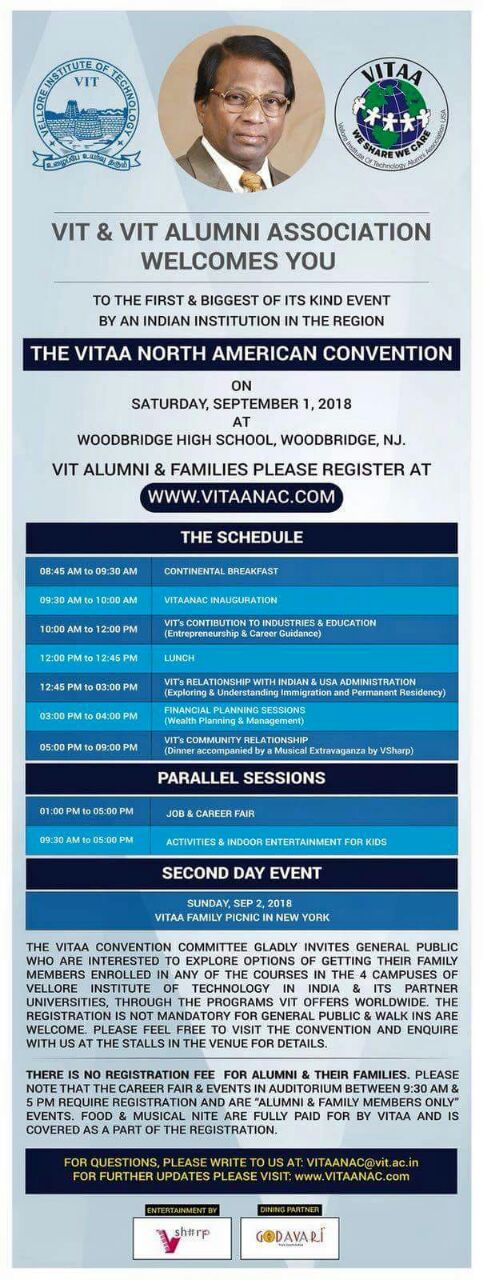 VELLORE INSTITUTE OF TECHNOLOGY
VIT
VITAA
WE SHARE WE CARE
Vellore Institute Of Technology Alumni Association USA
VIT & VIT ALUMNI ASSOCIATION
WELCOMES YOU
TO THE FIRST & BIGGEST OF ITS KIND EVENT
BY AN INDIAN INSTITUTION IN THE REGION
THE VITAA NORTH AMERICAN CONVENTION
ON
SATURDAY, SEPTEMBER 1, 2018
AT
WOODBRIDGE HIGH SCHOOL, WOODBRIDGE, NJ.
VIT ALUMNI & FAMILIES PLEASE REGISTER AT
WWW.VITAANAC.COM
THE SCHEDULE
08:45 AM to 09:30 AM CONTINENTAL BREAKFAST
09:30 AM to 10:00 AM VITAANAC INAUGURATION
10:00 AM to 12:00 PM VIT's CONTIBUTION TO INDUSTRIES & EDUCATION
(Entrepreneurship & Career Guidance)
12:00 PM to 12:45 PM LUNCH
12:45 PM to 03:00 PM VIT's RELATIONSHIP WITH INDIAN & USA ADMINISTRATION
(Exploring & Understanding Immigration and Permanent Residency)
03:00 PM to 04:00 PM FINANCIAL PLANNING SESSIONS
(Wealth Planning & Management)
05:00 PM to 09:00 PM VIT's COMMUNITY RELATIONSHIP
(Dinner accompanied by a Musical Extravaganza by VSharp)
PARALLEL SESSIONS
01:00 PM to 05:00 PM JOB & CAREER FAIR
09:30 AM to 05:00 PM ACTIVITIES & INDOOR ENTERTAINMENT FOR KIDS
SECOND DAY EVENT
SUNDAY, SEP 2, 2018
VITAA FAMILY PICNIC IN NEW YORK
THE VITAA CONVENTION COMMITTEE GLADLY INVITES GENERAL PUBLIC
WHO ARE INTERESTED TO EXPLORE OPTIONS OF GETTING THEIR FAMILY
MEMBERS ENROLLED IN ANY OF THE COURSES IN THE 4 CAMPUSES OF
VELLORE INSTITUTE OF TECHNOLOGY IN INDIA & ITS PARTNER
UNIVERSITIES, THROUGH THE PROGRAMS VIT OFFERS WORLDWIDE. THE
REGISTRATION IS NOT MANDATORY FOR GENERAL PUBLIC & WALK INS ARE
WELCOME. PLEASE FEEL FREE TO VISIT THE CONVENTION AND ENQUIRE
WITH US AT THE STALLS IN THE VENUE FOR DETAILS.
THERE IS NO REGISTRATION FEE FOR ALUMNI & THEIR FAMILIES. PLEASE
NOTE THAT THE CAREER FAIR & EVENTS IN AUDITORIUM BETWEEN 9:30 AM &
5 PM REQUIRE REGISTRATION AND ARE “ALUMNI & FAMILY MEMBERS ONLY”
EVENTS. FOOD & MUSICAL NITE ARE FULLY PAID FOR BY VITAA AND IS
COVERED AS A PART OF THE REGISTRATION.
FOR QUESTIONS, PLEASE WRITE TO US AT: VITAANAC@vit.ac.in
FOR FURTHER UPDATES PLEASE VISIT: www.VITAANAC.com
ENTERTAINMENT BY DINING PARTNER
V sh#rp GODAVARI